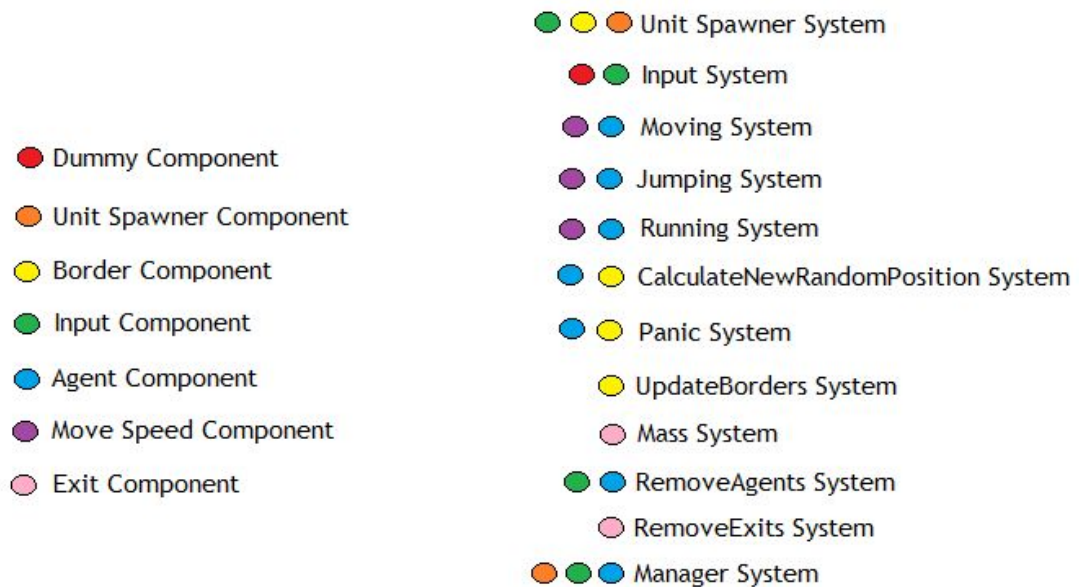 Dummy Component
Unit Spawner Component
Border Component
Input Component
Agent Component
Move Speed Component
Exit Component
Unit Spawner System
Input System
Moving System
Jumping System
Running System
CalculateNewRandomPosition System
Panic System
UpdateBorders System
Mass System
RemoveAgents System
RemoveExits System
Manager System